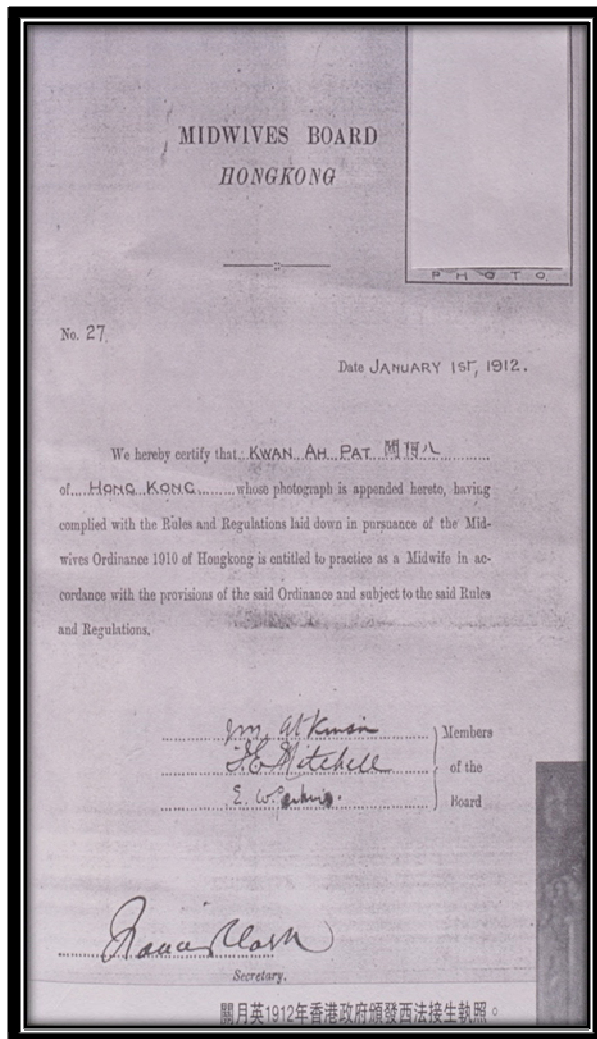 MIDWIVES BOARD
HONGKONG
PHOTO
No. 27.
Date JANUARY 1ST, 1912.
We hereby certify that KWAN AH PAT 關阿八
of HONG KONG whose photograph is appended hereto, having
complied with the Rules and Regulations laid down in pursuance of the Mid-
wives Ordinance 1910 of Hongkong is entitled to practice as a Midwife in ac-
cordance with the provisions of the said Ordinance and subject to the said Rules
and Regulations.
J.M. Atkinson Members
Mitchell of the
E. W. Board
Francis Clark
Secretary.
關月英1912年香港政府頒發西法接生執照。